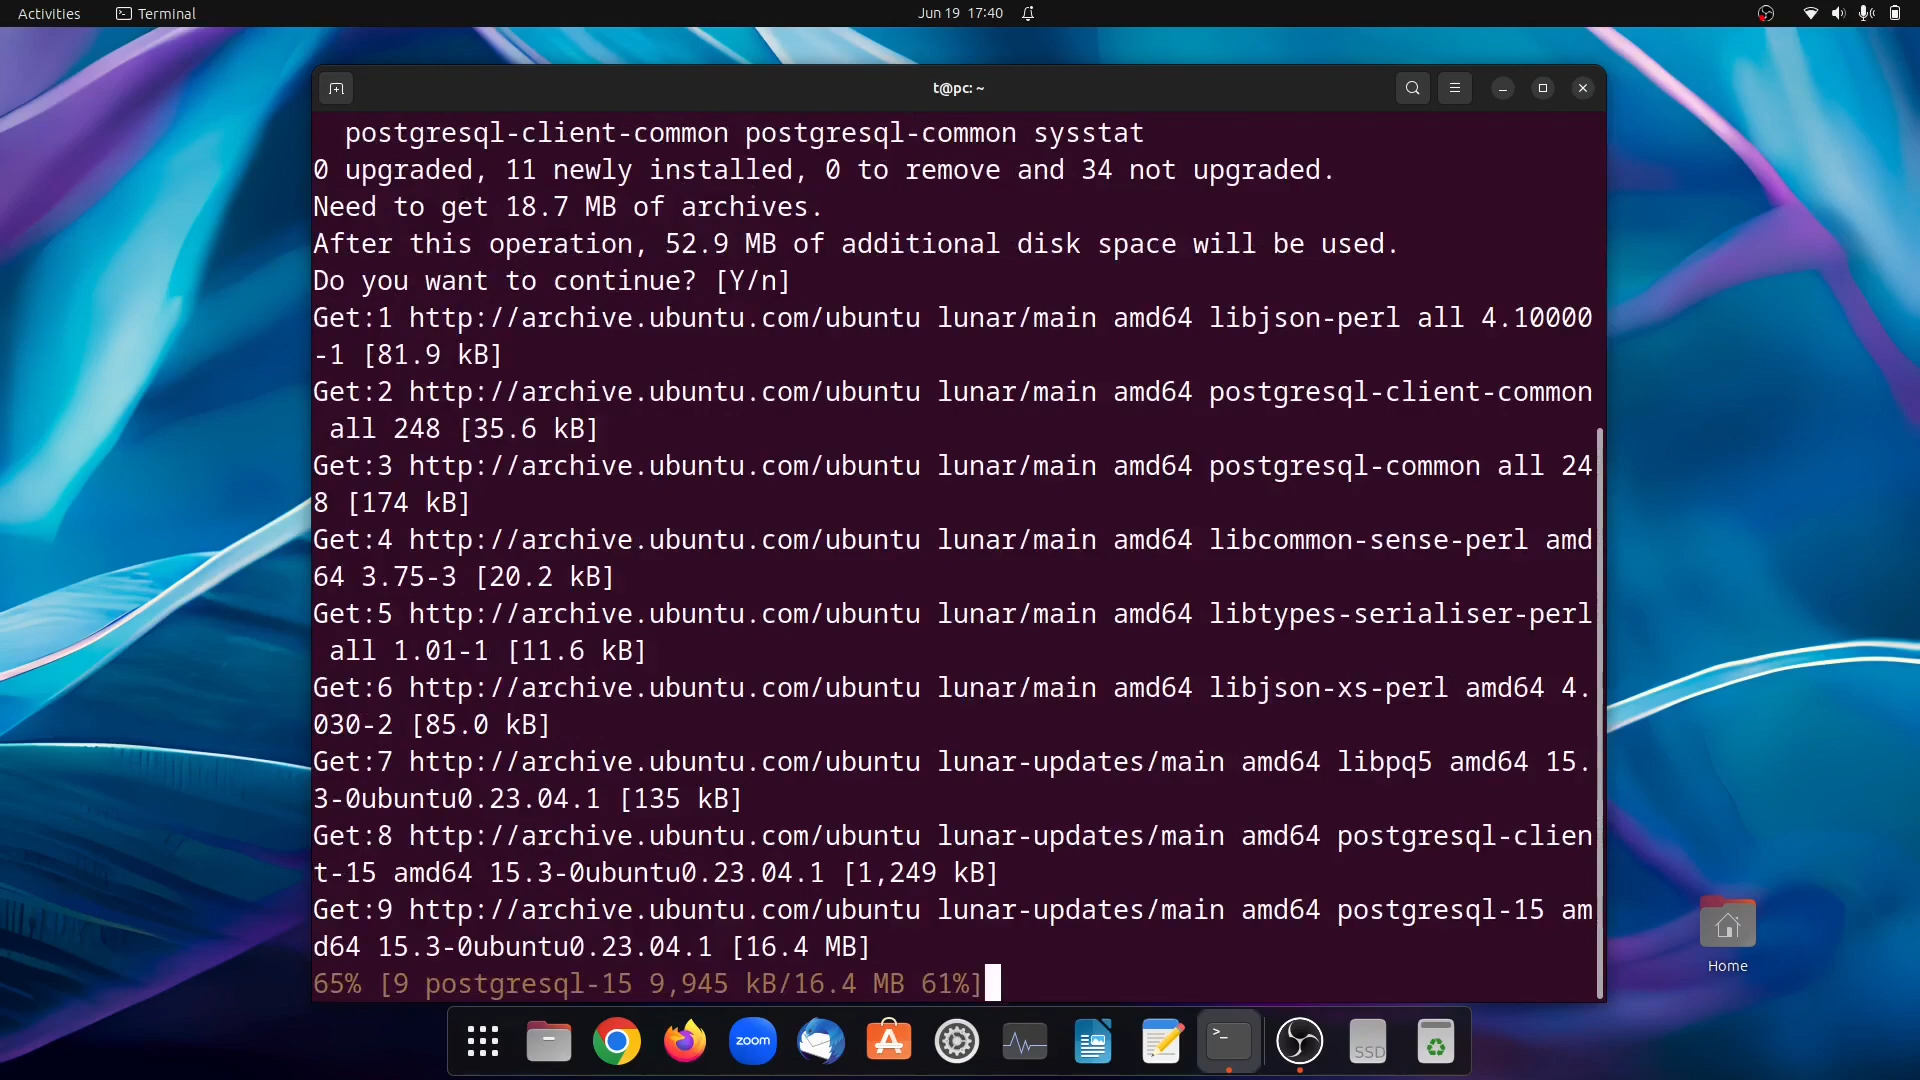 Activities
Terminal
Jun 19 17:40
t@pc: ~
postgresql-client-common postgresql-common sysstat
0 upgraded, 11 newly installed, 0 to remove and 34 not upgraded.
Need to get 18.7 MB of archives.
After this operation, 52.9 MB of additional disk space will be used.
Do you want to continue? [Y/n]
Get:1 http://archive.ubuntu.com/ubuntu lunar/main amd64 libjson-perl all 4.10000
-1 [81.9 kB]
Get:2 http://archive.ubuntu.com/ubuntu lunar/main amd64 postgresql-client-common
all 248 [35.6 kB]
Get:3 http://archive.ubuntu.com/ubuntu lunar/main amd64 postgresql-common all 24
8 [174 kB]
Get:4 http://archive.ubuntu.com/ubuntu lunar/main amd64 libcommon-sense-perl amd
64 3.75-3 [20.2 kB]
Get:5 http://archive.ubuntu.com/ubuntu lunar/main amd64 libtypes-serialiser-perl
all 1.01-1 [11.6 kB]
Get:6 http://archive.ubuntu.com/ubuntu lunar/main amd64 libjson-xs-perl amd64 4.
030-2 [85.0 kB]
Get:7 http://archive.ubuntu.com/ubuntu lunar-updates/main amd64 libpq5 amd64 15.
3-0ubuntu0.23.04.1 [135 kB]
Get:8 http://archive.ubuntu.com/ubuntu lunar-updates/main amd64 postgresql-clien
t-15 amd64 15.3-0ubuntu0.23.04.1 [1,249 kB]
Get:9 http://archive.ubuntu.com/ubuntu lunar-updates/main amd64 postgresql-15 am
d64 15.3-0ubuntu0.23.04.1 [16.4 MB]
65% [9 postgresql-15 9,945 kB/16.4 MB 61%]
Home
zoom
SSD